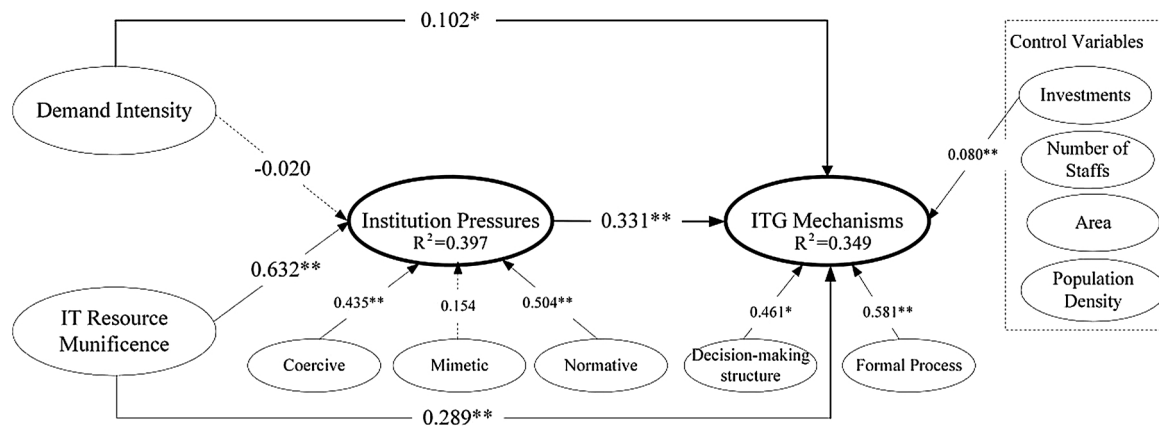 0.102*
Control Variables
Demand Intensity
Investments
0.080**
Number of
Staffs
-0.020
Institution Pressures
R²=0.397
0.331**
ITG Mechanisms
R²=0.349
Area
0.632**
0.435**
0.154
0.504**
0.461*
0.581**
Population
Density
IT Resource
Munificence
Coercive
Mimetic
Normative
Decision-making
structure
Formal Process
0.289**